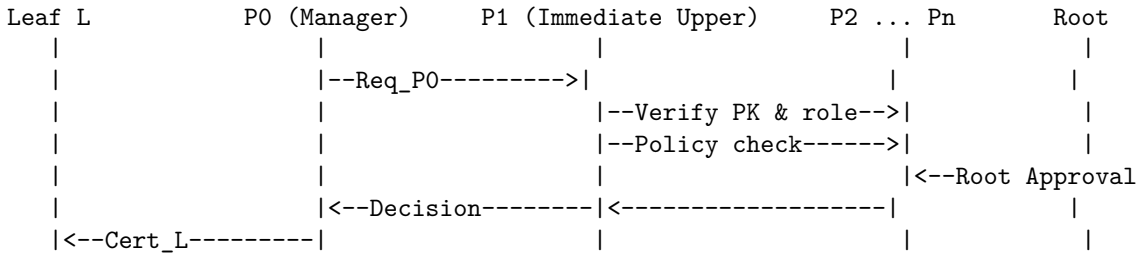 Leaf L          P0 (Manager)     P1 (Immediate Upper)     P2 ... Pn      Root
   |                 |                  |                    |            |
   |                 |--Req_P0--------->|                    |            |
   |                 |                  |--Verify PK & role-->|            |
   |                 |                  |--Policy check------>|            |
   |                 |                  |                    |<--Root Approval
   |                 |<--Decision--------|<-------------------|            |
   |<--Cert_L---------|                  |                    |            |